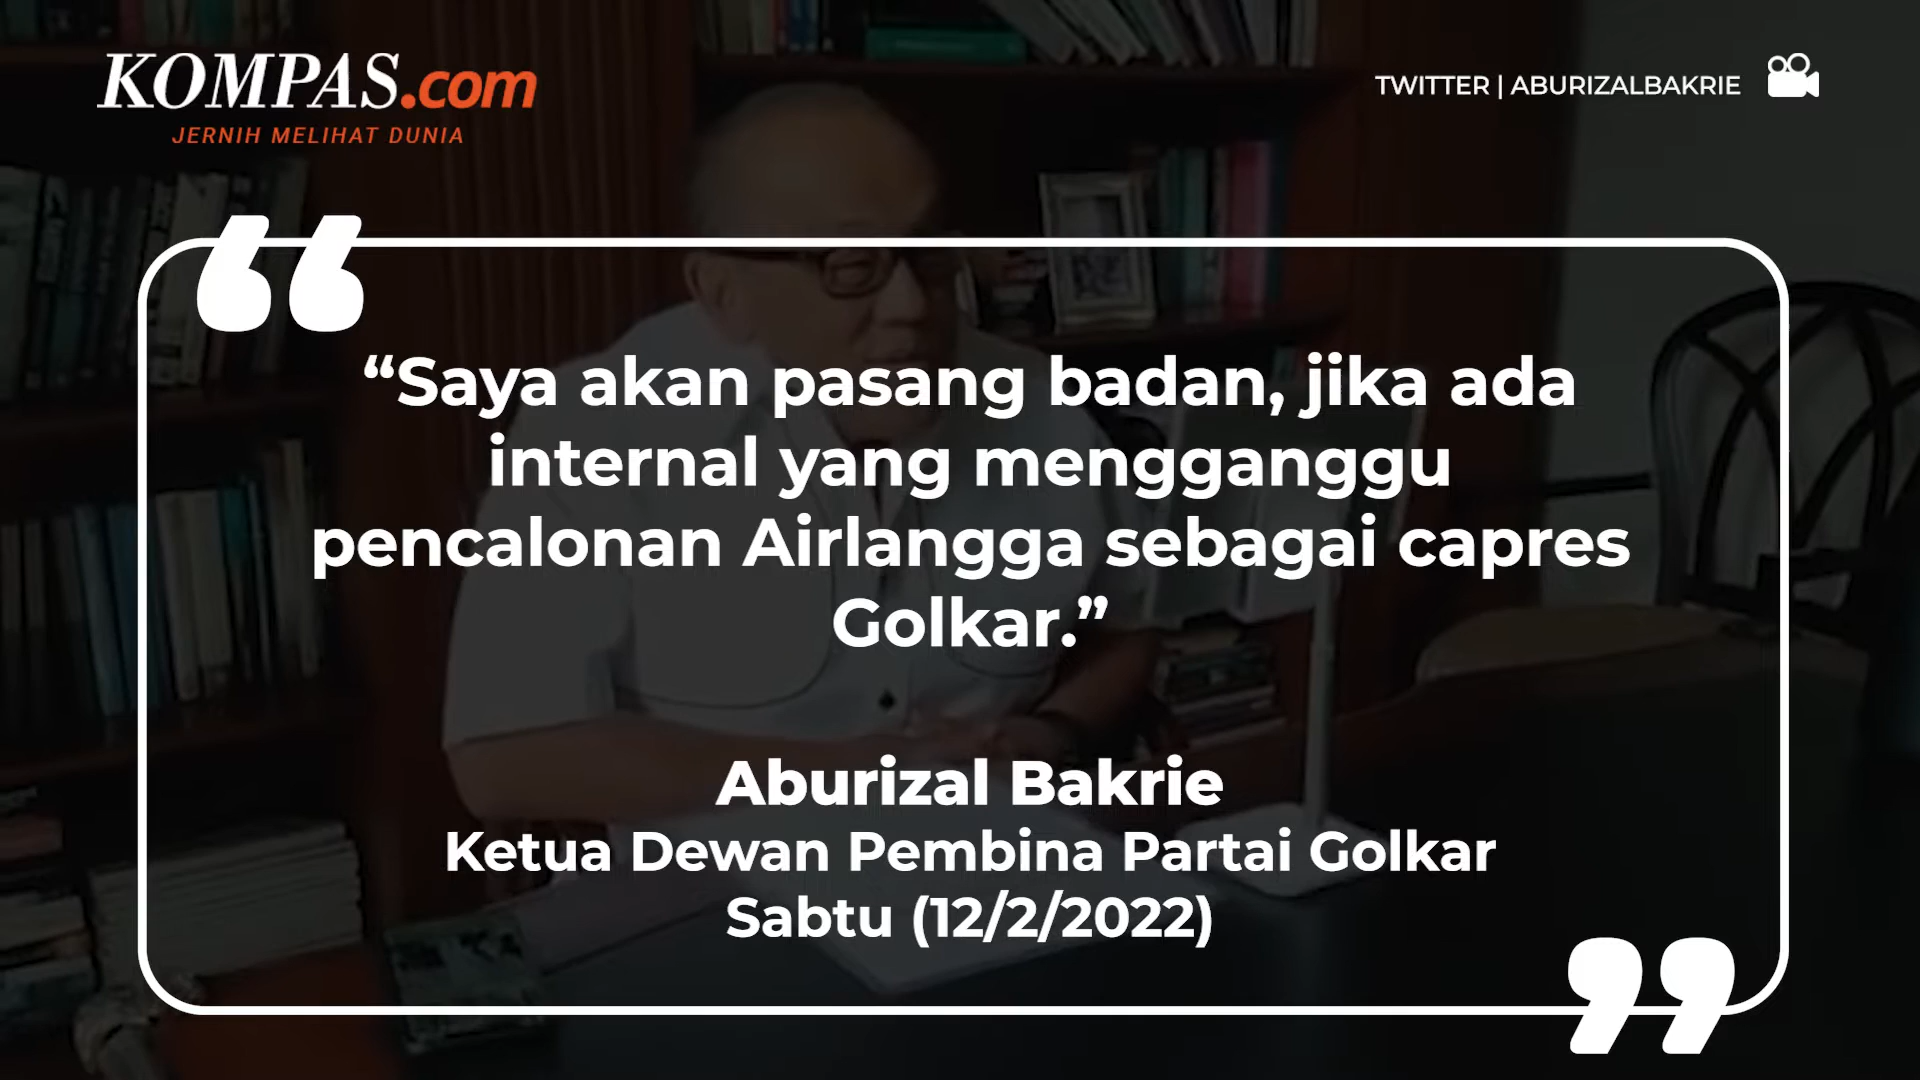 KOMPAS.com
JERNIH MELIHAT DUNIA
TWITTER | ABURIZALBAKRIE
“Saya akan pasang badan, jika ada
internal yang mengganggu
pencalonan Airlangga sebagai capres
Golkar.”
Aburizal Bakrie
Ketua Dewan Pembina Partai Golkar
Sabtu (12/2/2022)